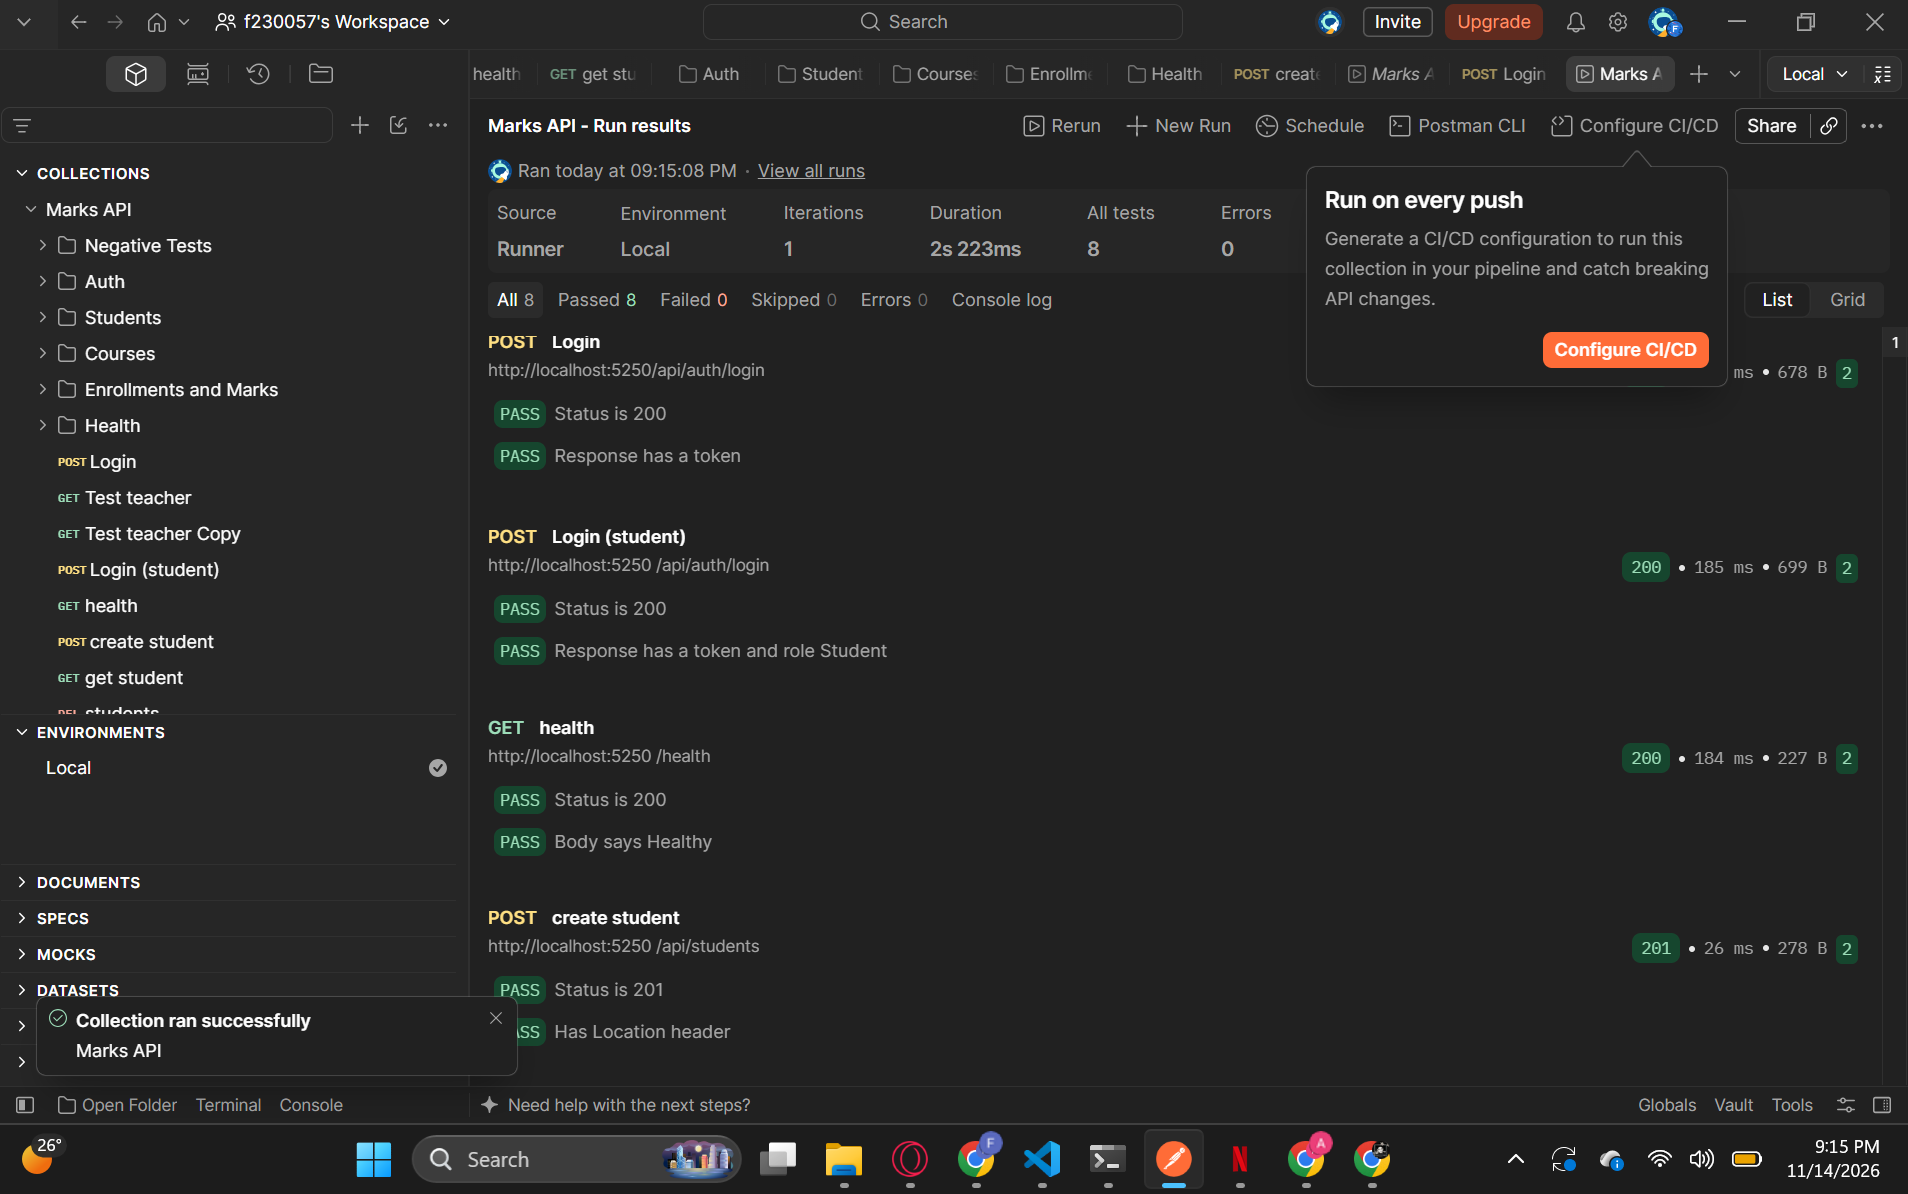 f230057's Workspace
Search
Invite
Upgrade
health
GET get stu
Auth
Student
Courses
Enrollme
Health
POST create
Marks A
POST Login
Marks A
Local
Marks API - Run results
Rerun
New Run
Schedule
Postman CLI
Configure CI/CD
Share
COLLECTIONS
Marks API
Negative Tests
Auth
Students
Courses
Enrollments and Marks
Health
POST Login
GET Test teacher
GET Test teacher Copy
POST Login (student)
GET health
POST create student
GET get student
DEL students
ENVIRONMENTS
Local
DOCUMENTS
SPECS
MOCKS
DATASETS
Ran today at 09:15:08 PM · View all runs
Source Environment Iterations Duration All tests Errors
Runner Local 1 2s 223ms 8 0
All 8 Passed 8 Failed 0 Skipped 0 Errors 0 Console log
List Grid
Run on every push
Generate a CI/CD configuration to run this
collection in your pipeline and catch breaking
API changes.
Configure CI/CD
1
POST Login
http://localhost:5250/api/auth/login
ms • 678 B 2
PASS Status is 200
PASS Response has a token
POST Login (student)
http://localhost:5250 /api/auth/login
200 • 185 ms • 699 B 2
PASS Status is 200
PASS Response has a token and role Student
GET health
http://localhost:5250 /health
200 • 184 ms • 227 B 2
PASS Status is 200
PASS Body says Healthy
POST create student
http://localhost:5250 /api/students
201 • 26 ms • 278 B 2
PASS Status is 201
ASS Has Location header
Collection ran successfully
Marks API
Open Folder Terminal Console
Need help with the next steps?
Globals Vault Tools
26°
Search
F
A
9:15 PM
11/14/2026